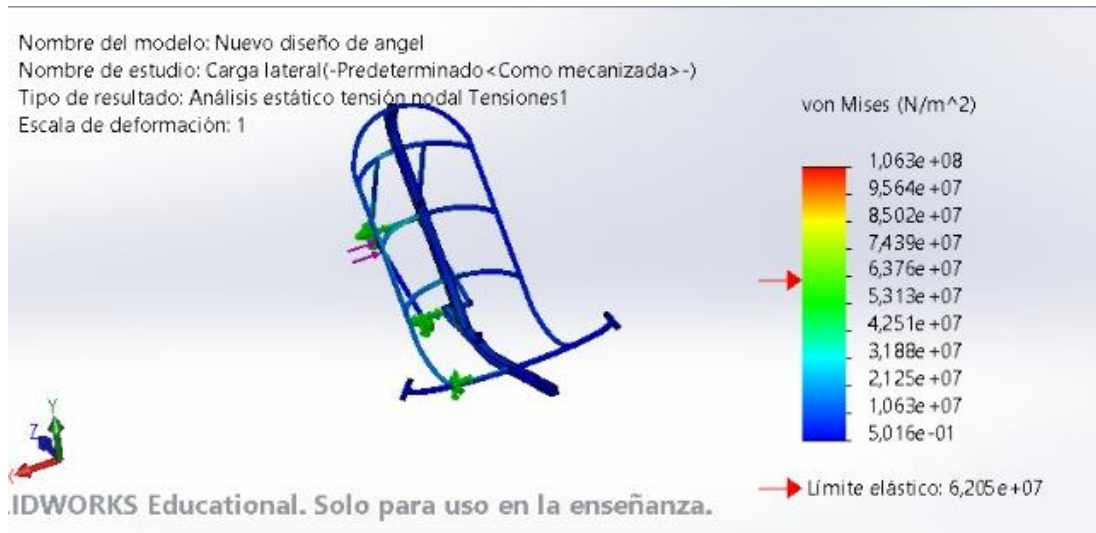 Nombre del modelo: Nuevo diseño de angel
Nombre de estudio: Carga lateral(-Predeterminado<Como mecanizada>-)
Tipo de resultado: Análisis estático tensión nodal Tensiones1
Escala de deformación: 1
von Mises (N/m^2)
1,063e+08
9,564e+07
8,502e+07
7,439e+07
6,376e+07
5,313e+07
4,251e+07
3,188e+07
2,125e+07
1,063e+07
5,016e-01
Límite elástico: 6,205e+07
Y
Z
X
.IDWORKS Educational. Solo para uso en la enseñanza.